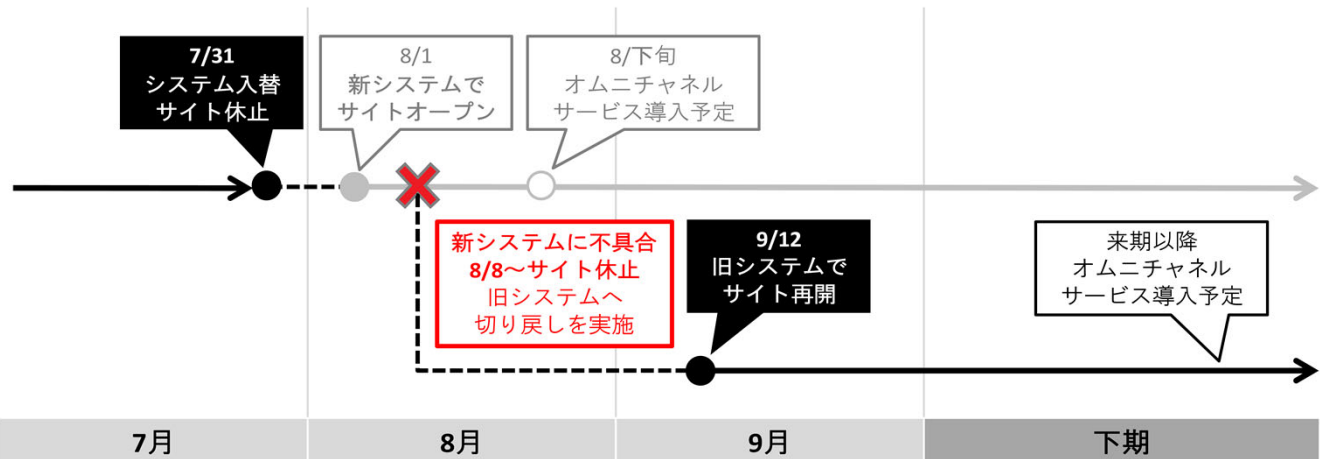 7/31
システム入替
サイト休止
8/1
新システムで
サイトオープン
8/下旬
オムニチャネル
サービス導入予定
新システムに不具合
8/8～サイト休止
旧システムへ
切り戻しを実施
9/12
旧システムで
サイト再開
来期以降
オムニチャネル
サービス導入予定
7月
8月
9月
下期